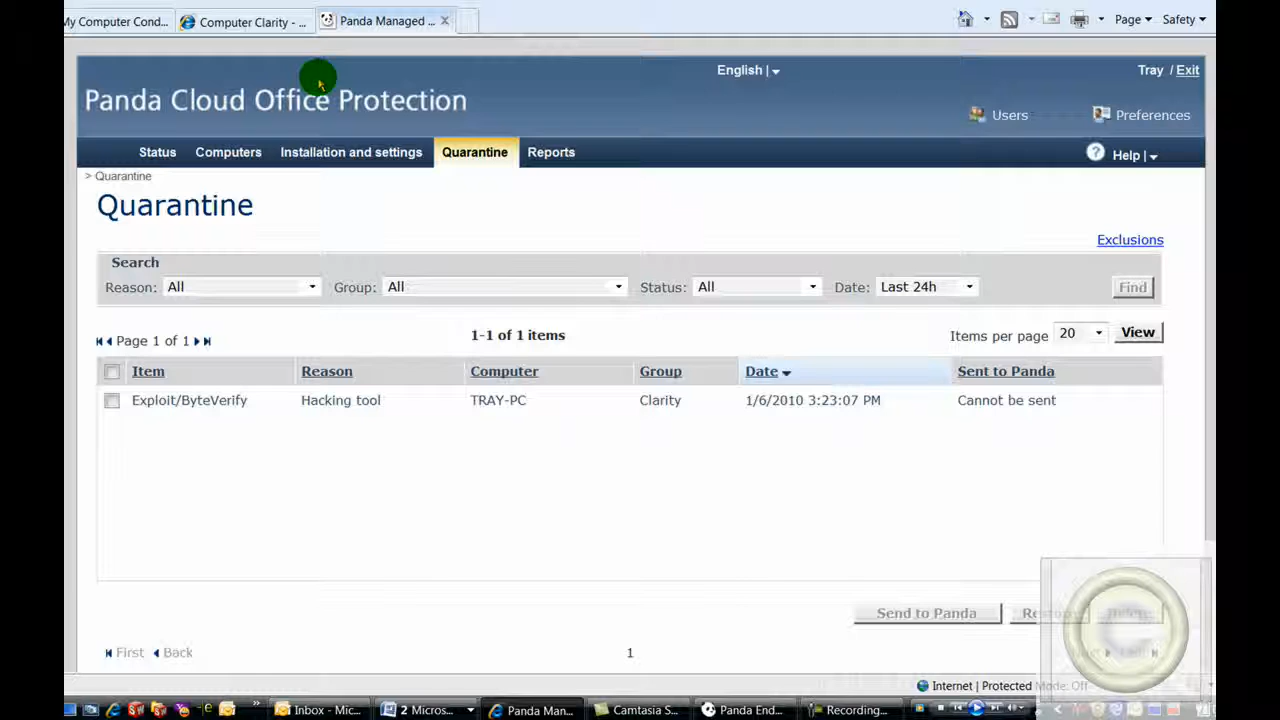 My Computer Cond... Computer Clarity - ... Panda Managed ... Page Safety
English | Tray / Exit
Panda Cloud Office Protection
Users Preferences
Status Computers Installation and settings Quarantine Reports Help |
> Quarantine
Quarantine
Exclusions
Search
Reason: All Group: All Status: All Date: Last 24h Find
Page 1 of 1 1-1 of 1 items Items per page 20 View
Item Reason Computer Group Date Sent to Panda
Exploit/ByteVerify Hacking tool TRAY-PC Clarity 1/6/2010 3:23:07 PM Cannot be sent
Send to Panda Restore Delete
First Back 1
Internet | Protected Mode: Off
Inbox - Mic... 2 Micros... Panda Man... Camtasia S... Panda End... Recording...